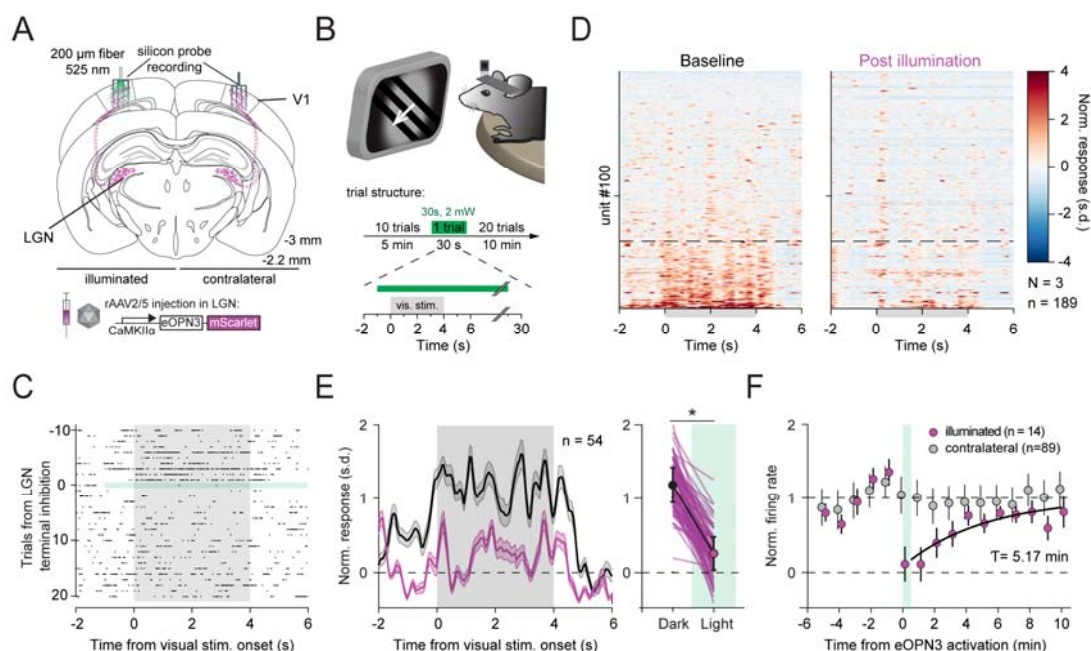 A
200 µm fiber
525 nm
silicon probe
recording
V1
LGN
-3 mm
-2.2 mm
illuminated
contralateral
rAAV2/5 injection in LGN:
CaMKIIα
eOPN3
mScarlet
B
trial structure:
30s, 2 mW
10 trials
1 trial
20 trials
5 min
30 s
10 min
vis. stim.
-2 0 2 4 30
Time (s)
D
Baseline
Post illumination
unit #100
-2 0 2 4 6
Time (s)
-2 0 2 4 6
Time (s)
4
2
0
-2
-4
Norm. response (s.d.)
N = 3
n = 189
C
Trials from LGN
terminal inhibition
-10
0
10
20
-2 0 2 4 6
Time from visual stim. onset (s)
E
Norm. response (s.d.)
2
1
0
n = 54
-2 0 2 4 6
Time from visual stim. onset (s)
*
2
1
0
Dark Light
F
illuminated (n = 14)
contralateral (n=89)
Norm. firing rate
2
1
0
Ƭ= 5.17 min
-6 -4 -2 0 2 4 6 8 10
Time from eOPN3 activation (min)